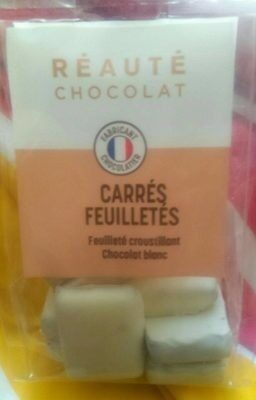 RÉAUTÉ
CHOCOLAT
FABRICANT
CHOCOLATIER
CARRÉS
FEUILLETÉS
Feuilleté croustillant
Chocolat blanc